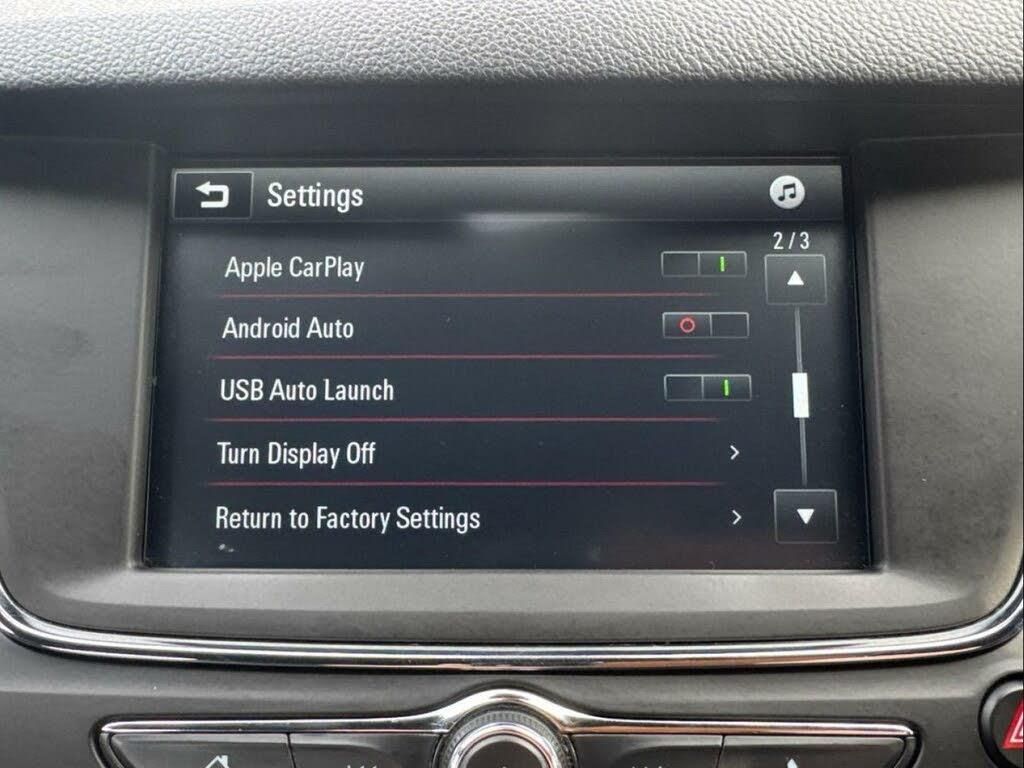 Settings
2/3
Apple CarPlay
Android Auto
USB Auto Launch
Turn Display Off
Return to Factory Settings